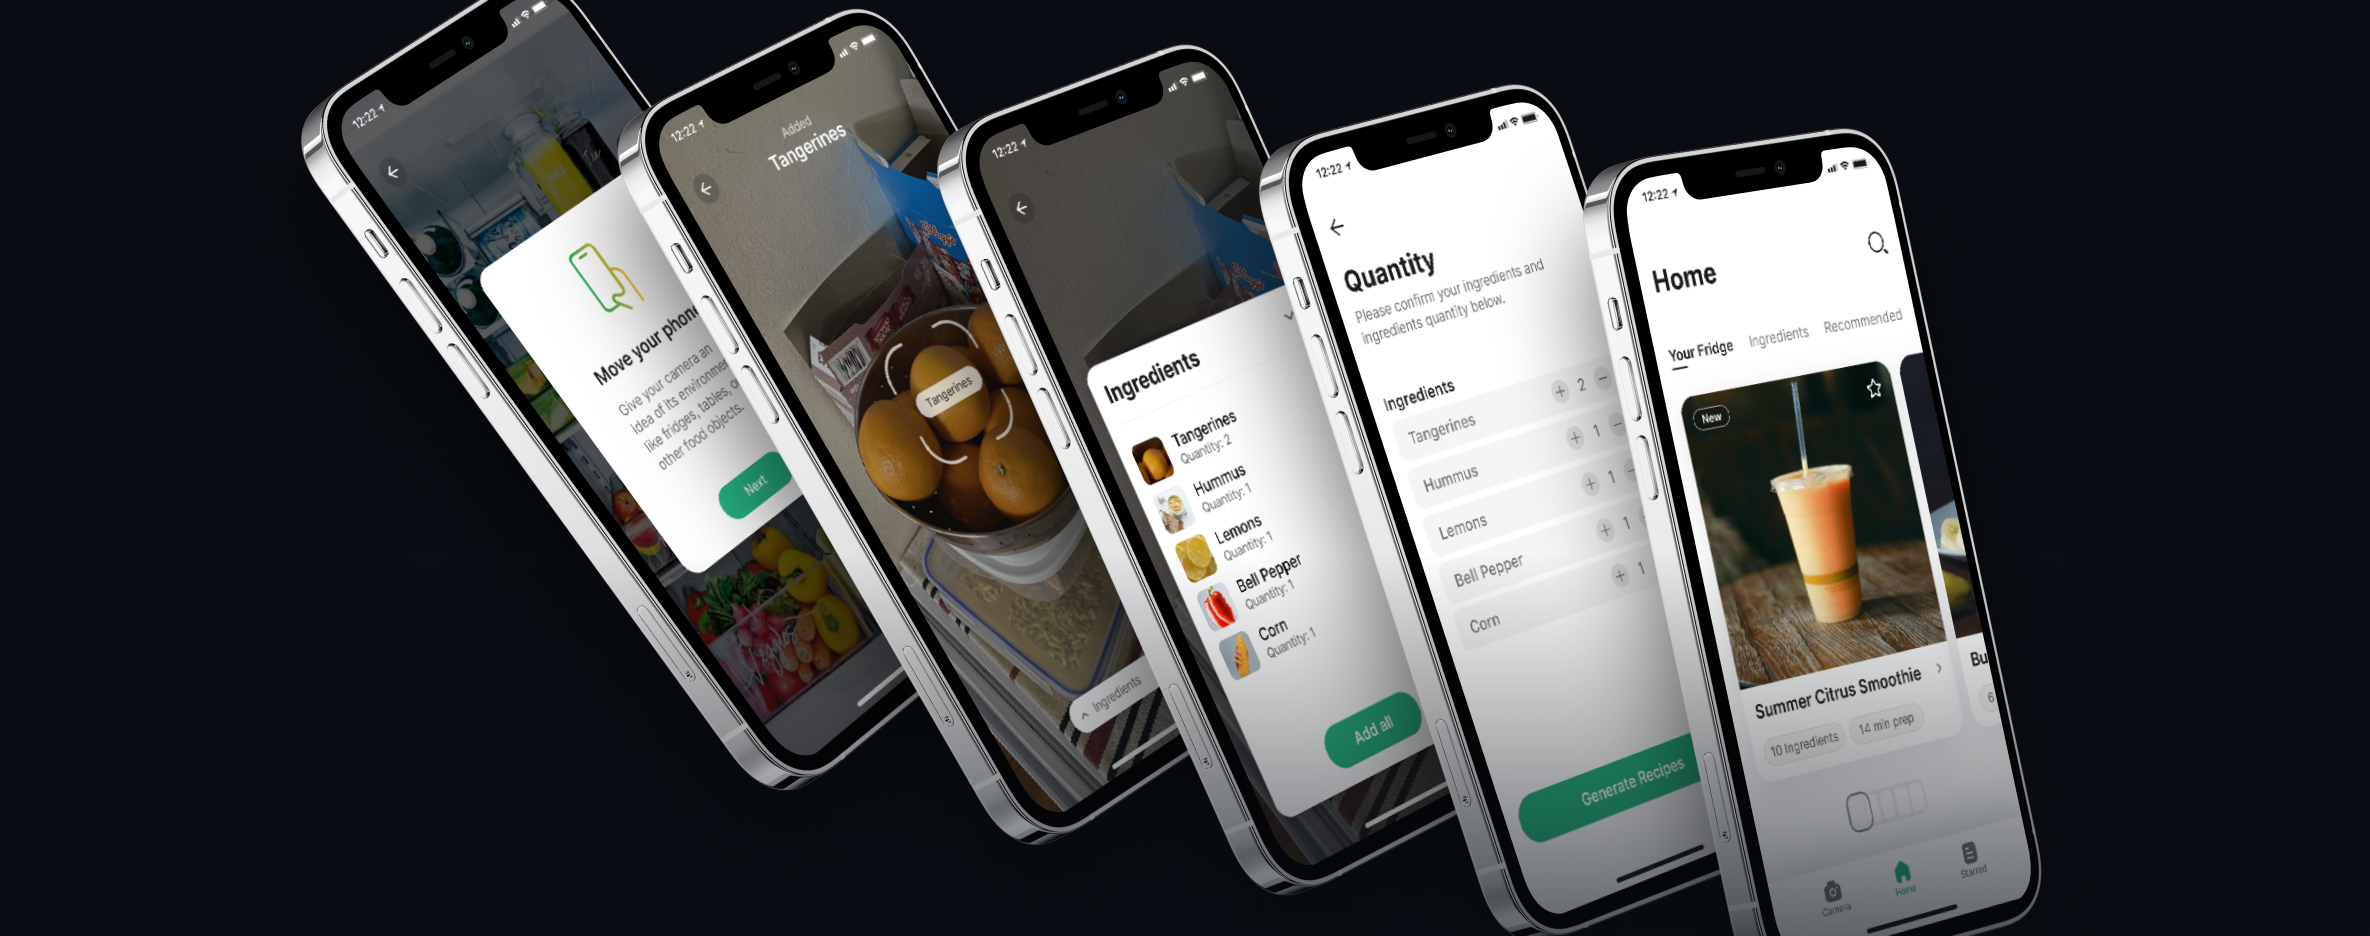 12:22
Move your phone
Give your camera an
idea of its environmen
like fridges, tables, o
other food objects.
Next
Vegges
12:22
Added
Tangerines
Kellogg's
Tangerines
Ingredients
12:22
Ingredients
Tangerines
Quantity: 2
Hummus
Quantity: 1
Lemons
Quantity: 1
Bell Pepper
Quantity: 1
Corn
Quantity: 1
Add all
12:22
Quantity
Please confirm your ingredients and
ingredients quantity below.
Ingredients
Tangerines + 2 −
Hummus + 1 −
Lemons + 1 −
Bell Pepper + 1
Corn + 1
Generate Recipes
12:22
Home
Your Fridge Ingredients Recommended
New
Summer Citrus Smoothie
10 Ingredients 14 min prep
Bu
6
Camera Home Starred